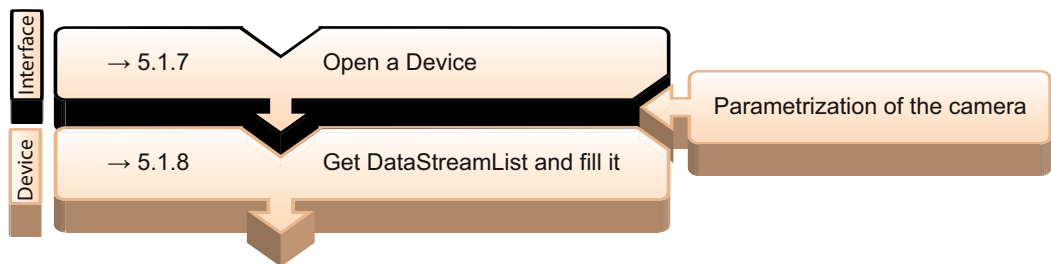 Interface
→ 5.1.7 Open a Device
Parametrization of the camera
Device
→ 5.1.8 Get DataStreamList and fill it